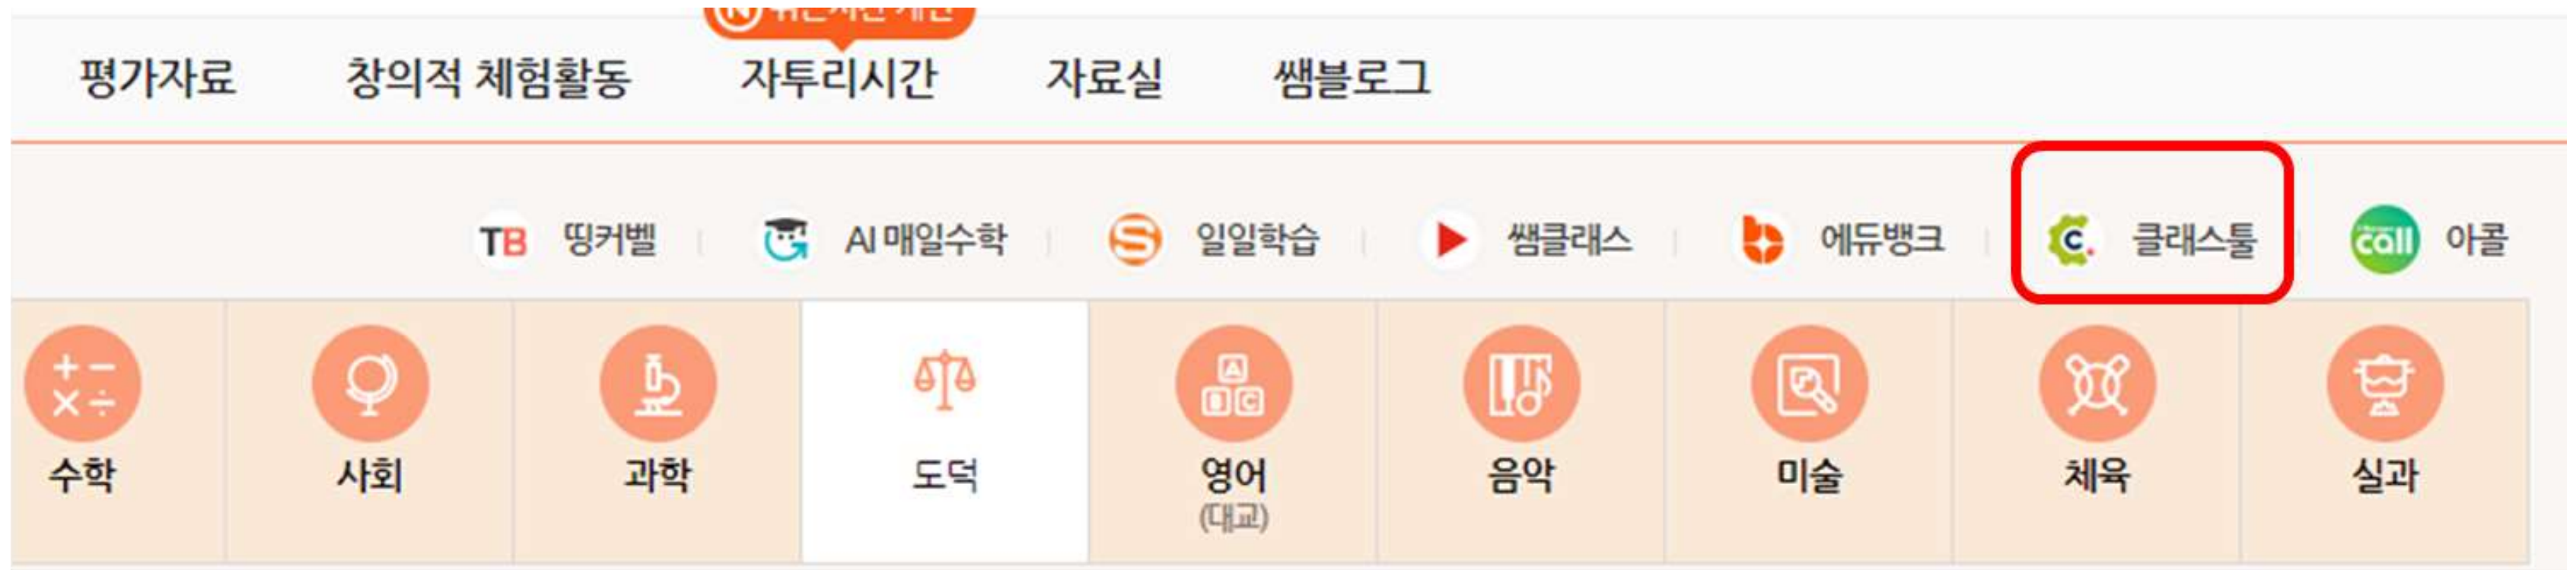 평가자료 창의적 체험활동 자투리시간 자료실 쌤블로그
TB 띵커벨 AI 매일수학 S 일일학습 쌤클래스 에듀뱅크 C. 클래스툴 call 아콜
A
B C
수학 사회 과학 도덕 영어 음악 미술 체육 실과
(대교)